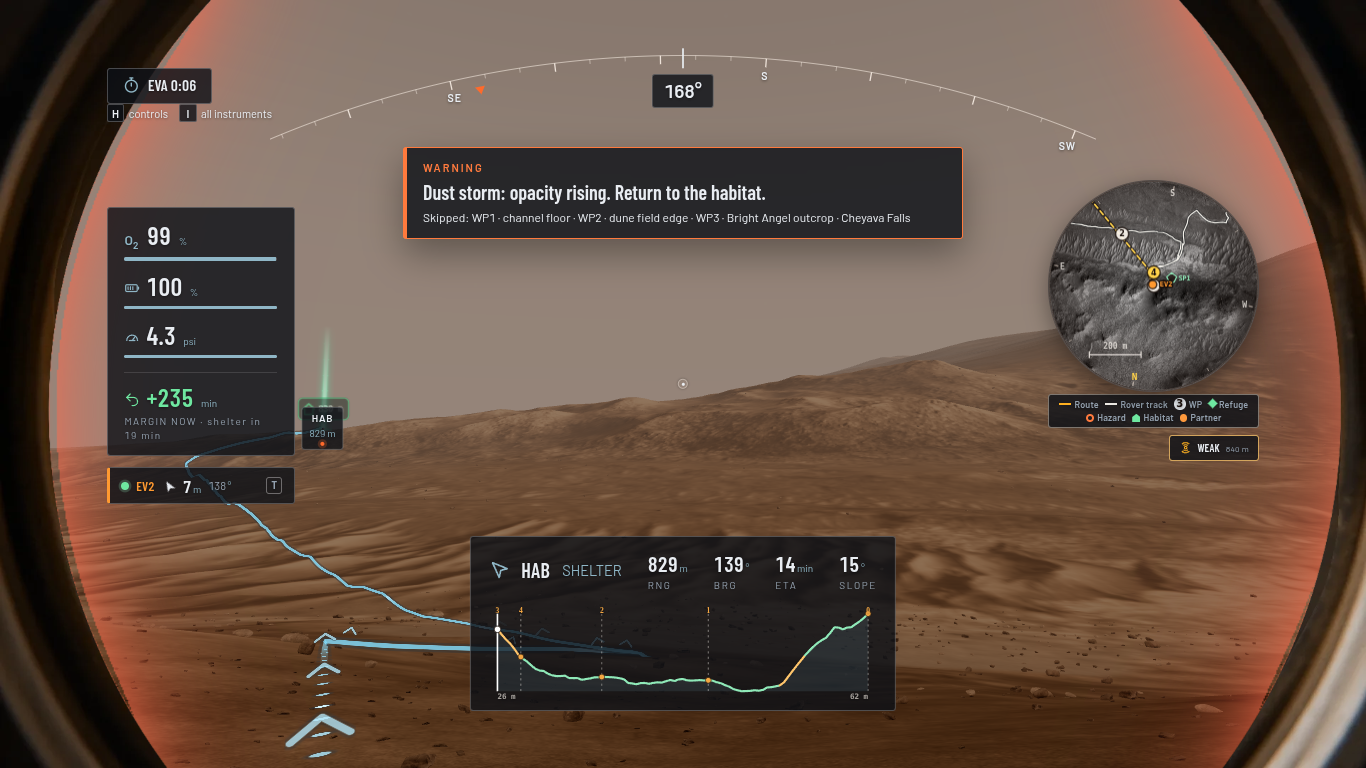 EVA 0:06
H controls I all instruments
SE
168°
S
SW
WARNING
Dust storm: opacity rising. Return to the habitat.
Skipped: WP1 · channel floor · WP2 · dune field edge · WP3 · Bright Angel outcrop · Cheyava Falls
O2 99 %
100 %
4.3 psi
+235 min
MARGIN NOW · shelter in
19 min
EV2 7 m 138° T
HAB
829 m
S
E
2
4
SP1
EV2
W
200 m
N
Route Rover track 3 WP Refuge
Hazard Habitat Partner
WEAK 840 m
HAB SHELTER
829 m 139° 14 min 15°
RNG BRG ETA SLOPE
3 4 2 1
26 m 62 m